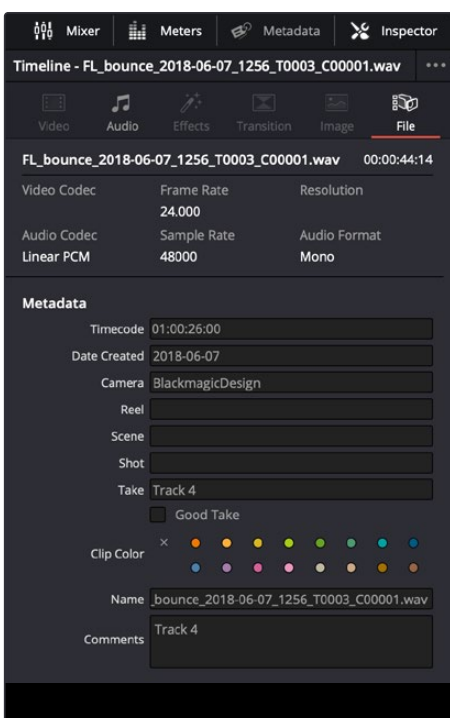 Mixer Meters Metadata Inspector
Timeline - FL_bounce_2018-06-07_1256_T0003_C00001.wav
Video Audio Effects Transition Image File
FL_bounce_2018-06-07_1256_T0003_C00001.wav 00:00:44:14
Video Codec Frame Rate Resolution
24.000
Audio Codec Sample Rate Audio Format
Linear PCM 48000 Mono
Metadata
Timecode 01:00:26:00
Date Created 2018-06-07
Camera BlackmagicDesign
Reel
Scene
Shot
Take Track 4
Good Take
Clip Color
Name _bounce_2018-06-07_1256_T0003_C00001.wav
Comments Track 4